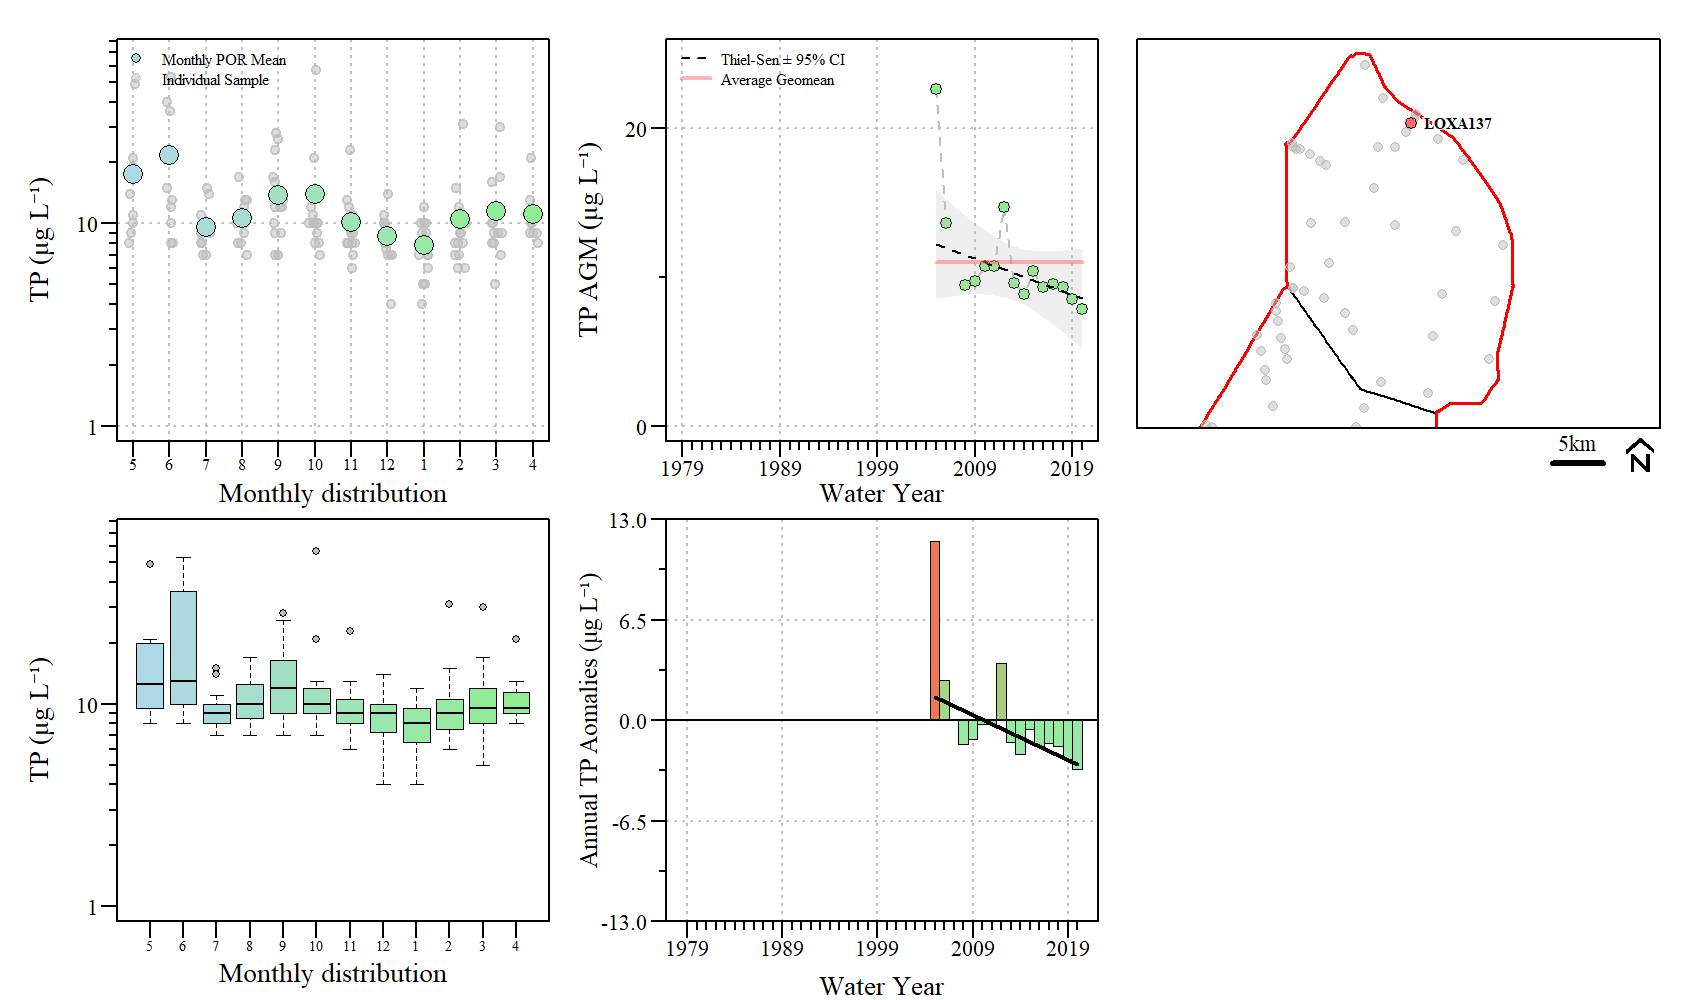 Monthly POR Mean
Individual Sample
TP (µg L⁻¹)
10
1
5 6 7 8 9 10 11 12 1 2 3 4
Monthly distribution
Thiel-Sen ± 95% CI
Average Geomean
TP AGM (µg L⁻¹)
20
0
1979 1989 1999 2009 2019
Water Year
LOXA137
5km
N
TP (µg L⁻¹)
10
1
5 6 7 8 9 10 11 12 1 2 3 4
Monthly distribution
Annual TP Aomalies (µg L⁻¹)
13.0
6.5
0.0
-6.5
-13.0
1979 1989 1999 2009 2019
Water Year